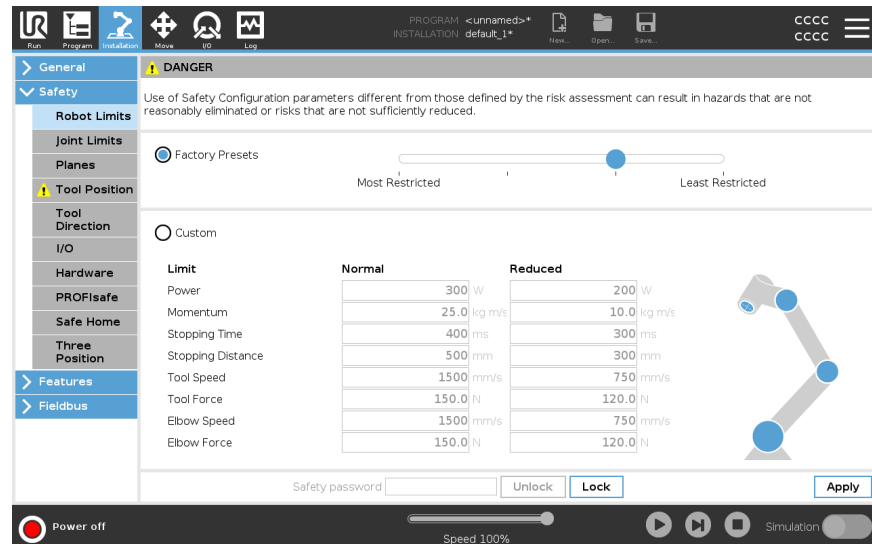 PROGRAM <unnamed>*
INSTALLATION default_1*
CCCC
CCCC
Run Program Installation Move I/O Log New... Open... Save...
General
DANGER
Safety
Use of Safety Configuration parameters different from those defined by the risk assessment can result in hazards that are not
reasonably eliminated or risks that are not sufficiently reduced.
Robot Limits
Joint Limits
Planes
Tool Position
Tool
Direction
I/O
Hardware
PROFIsafe
Safe Home
Three
Position
Features
Fieldbus
Factory Presets
Most Restricted Least Restricted
Custom
Limit Normal Reduced
Power 300 W 200 W
Momentum 25.0 kg m/s 10.0 kg m/s
Stopping Time 400 ms 300 ms
Stopping Distance 500 mm 300 mm
Tool Speed 1500 mm/s 750 mm/s
Tool Force 150.0 N 120.0 N
Elbow Speed 1500 mm/s 750 mm/s
Elbow Force 150.0 N 120.0 N
Safety password Unlock Lock Apply
Power off
Speed 100%
Simulation